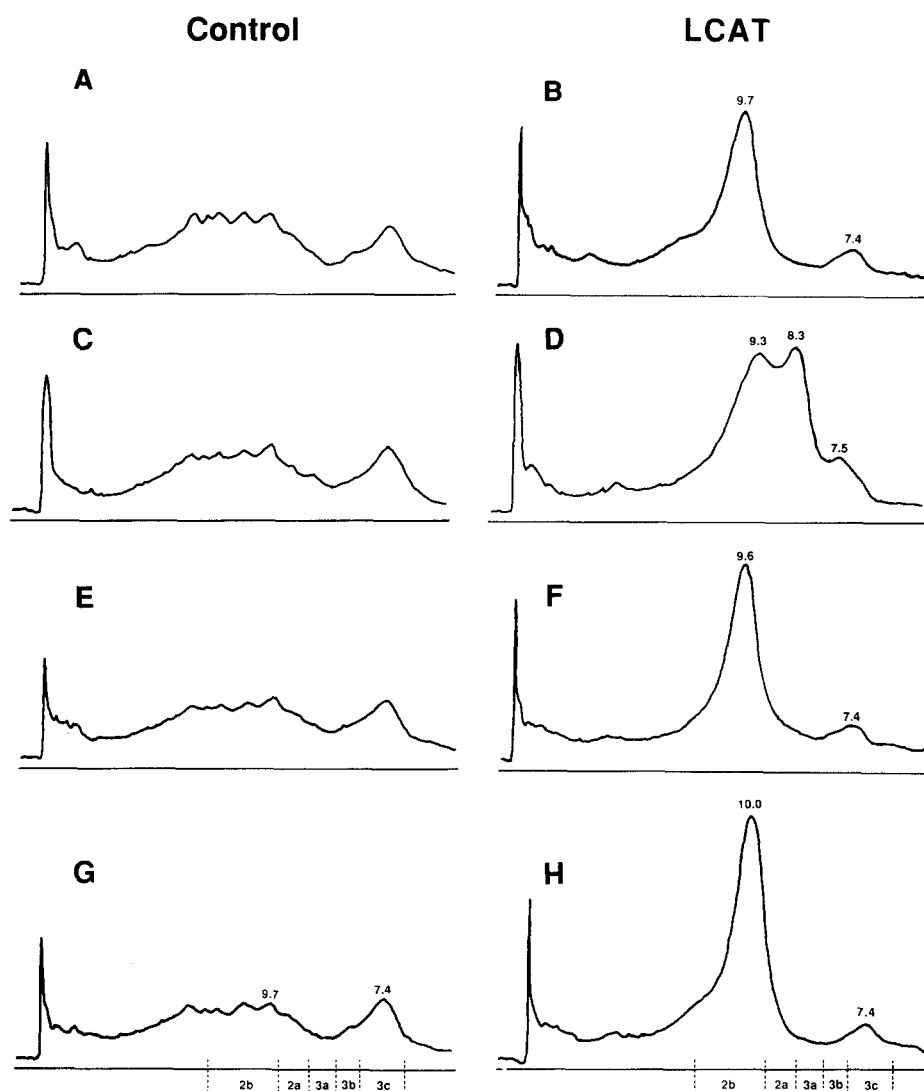 Control
LCAT
A
B
9.7
7.4
C
D
9.3
8.3
7.5
E
F
9.6
7.4
G
9.7
7.4
H
10.0
7.4
2b 2a 3a 3b 3c
2b 2a 3a 3b 3c